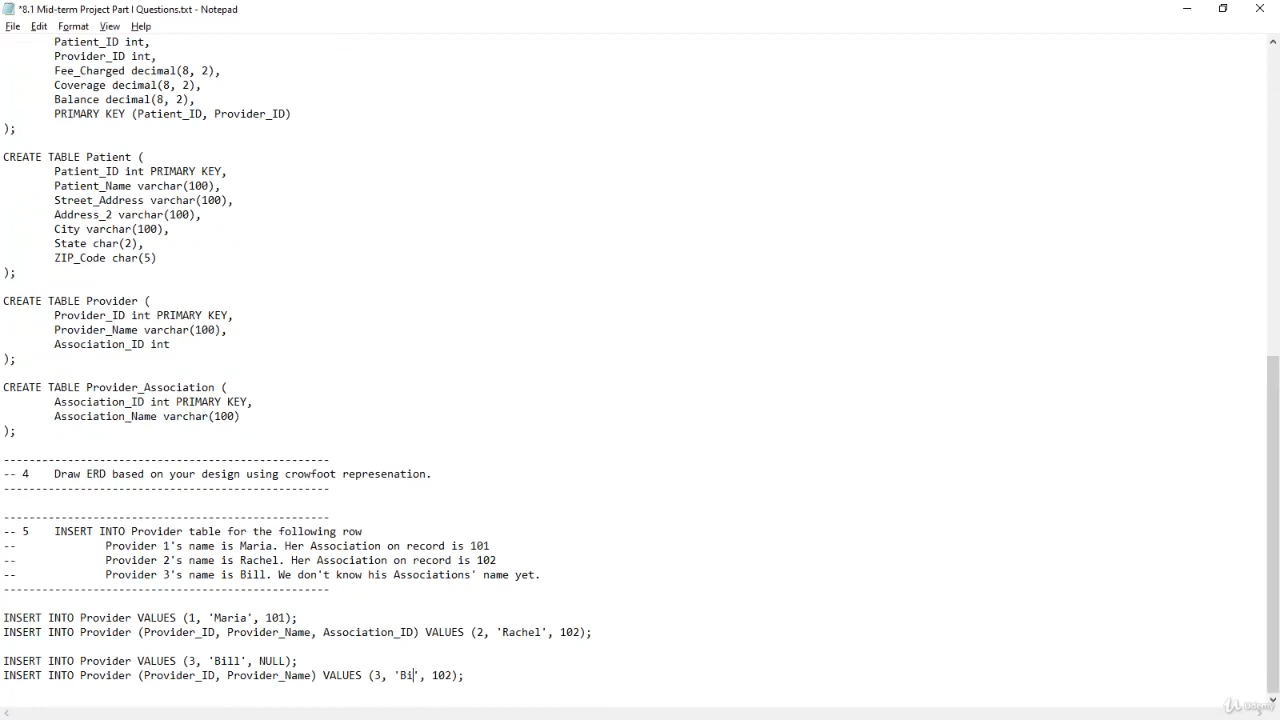 *8.1 Mid-term Project Part I Questions.txt - Notepad
File Edit Format View Help
Patient_ID int,
Provider_ID int,
Fee_Charged decimal(8, 2),
Coverage decimal(8, 2),
Balance decimal(8, 2),
PRIMARY KEY (Patient_ID, Provider_ID)
);
CREATE TABLE Patient (
Patient_ID int PRIMARY KEY,
Patient_Name varchar(100),
Street_Address varchar(100),
Address_2 varchar(100),
City varchar(100),
State char(2),
ZIP_Code char(5)
);
CREATE TABLE Provider (
Provider_ID int PRIMARY KEY,
Provider_Name varchar(100),
Association_ID int
);
CREATE TABLE Provider_Association (
Association_ID int PRIMARY KEY,
Association_Name varchar(100)
);
---------------------------------------------------
-- 4 Draw ERD based on your design using crowfoot represenation.
---------------------------------------------------
---------------------------------------------------
-- 5 INSERT INTO Provider table for the following row
-- Provider 1's name is Maria. Her Association on record is 101
-- Provider 2's name is Rachel. Her Association on record is 102
-- Provider 3's name is Bill. We don't know his Associations' name yet.
---------------------------------------------------
INSERT INTO Provider VALUES (1, 'Maria', 101);
INSERT INTO Provider (Provider_ID, Provider_Name, Association_ID) VALUES (2, 'Rachel', 102);
INSERT INTO Provider VALUES (3, 'Bill', NULL);
INSERT INTO Provider (Provider_ID, Provider_Name) VALUES (3, 'Bi', 102);
Udemy